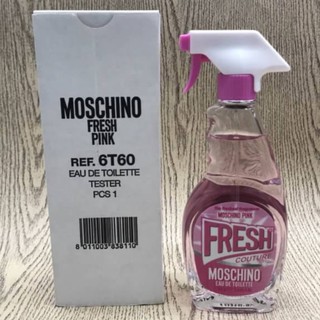 MOSCHINO
FRESH
PINK
REF. 6T60
EAU DE TOILETTE
TESTER
PCS 1
8 011003 838110
MOSCHINO PINK
FRESH
COUTURE
MOSCHINO
EAU DE TOILETTE